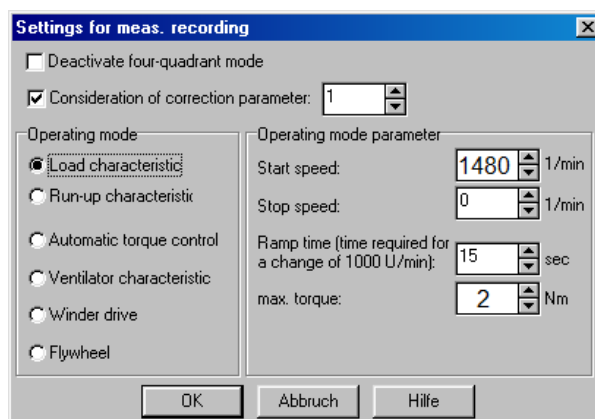 Settings for meas. recording
Deactivate four-quadrant mode
Consideration of correction parameter: 1
Operating mode
Load characteristic
Run-up characteristic
Automatic torque control
Ventilator characteristic
Winder drive
Flywheel
Operating mode parameter
Start speed: 1480 1/min
Stop speed: 0 1/min
Ramp time (time required for
a change of 1000 U/min): 15 sec
max. torque: 2 Nm
OK Abbruch Hilfe